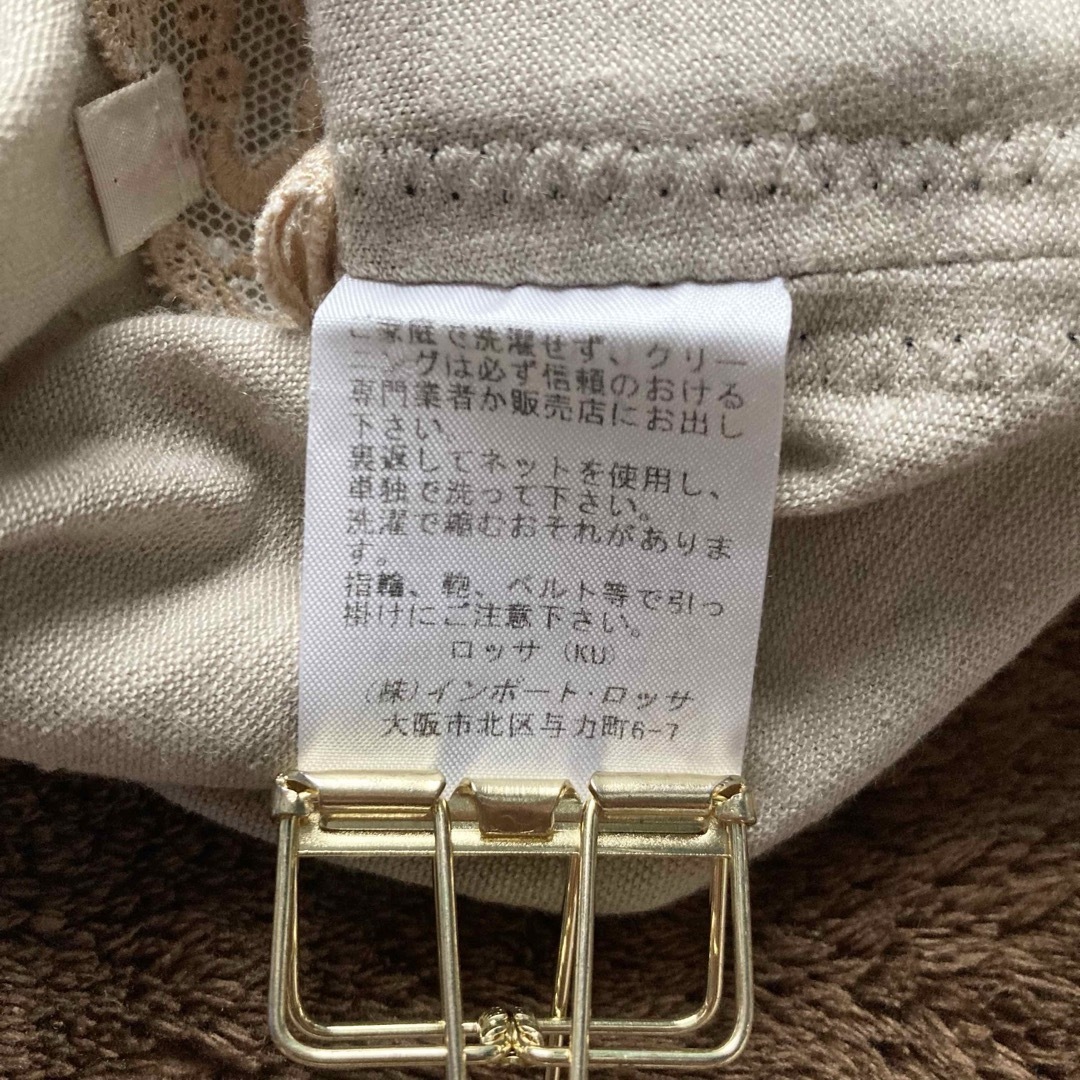 ご家庭で洗濯せず、クリー
ニングは必ず信頼のおける
専門業者か販売店にお出し
下さい。
裏返してネットを使用し、
単独で洗って下さい。
洗濯で縮むおそれがありま
す。
指輪、鞄、ベルト等で引っ
掛けにご注意下さい。
ロッサ (KU)
(株)インポート・ロッサ
大阪市北区与力町6-7